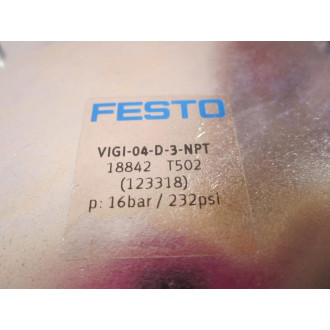 FESTO
VIGI-04-D-3-NPT
18842 T502
(123318)
p: 16bar / 232psi